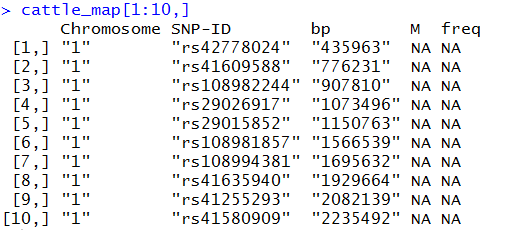 > cattle_map[1:10,]
Chromosome SNP-ID bp M freq
[1,] "1" "rs42778024" "435963" NA NA
[2,] "1" "rs41609588" "776231" NA NA
[3,] "1" "rs108982244" "907810" NA NA
[4,] "1" "rs29026917" "1073496" NA NA
[5,] "1" "rs29015852" "1150763" NA NA
[6,] "1" "rs108981857" "1566539" NA NA
[7,] "1" "rs108994381" "1695632" NA NA
[8,] "1" "rs41635940" "1929664" NA NA
[9,] "1" "rs41255293" "2082139" NA NA
[10,] "1" "rs41580909" "2235492" NA NA